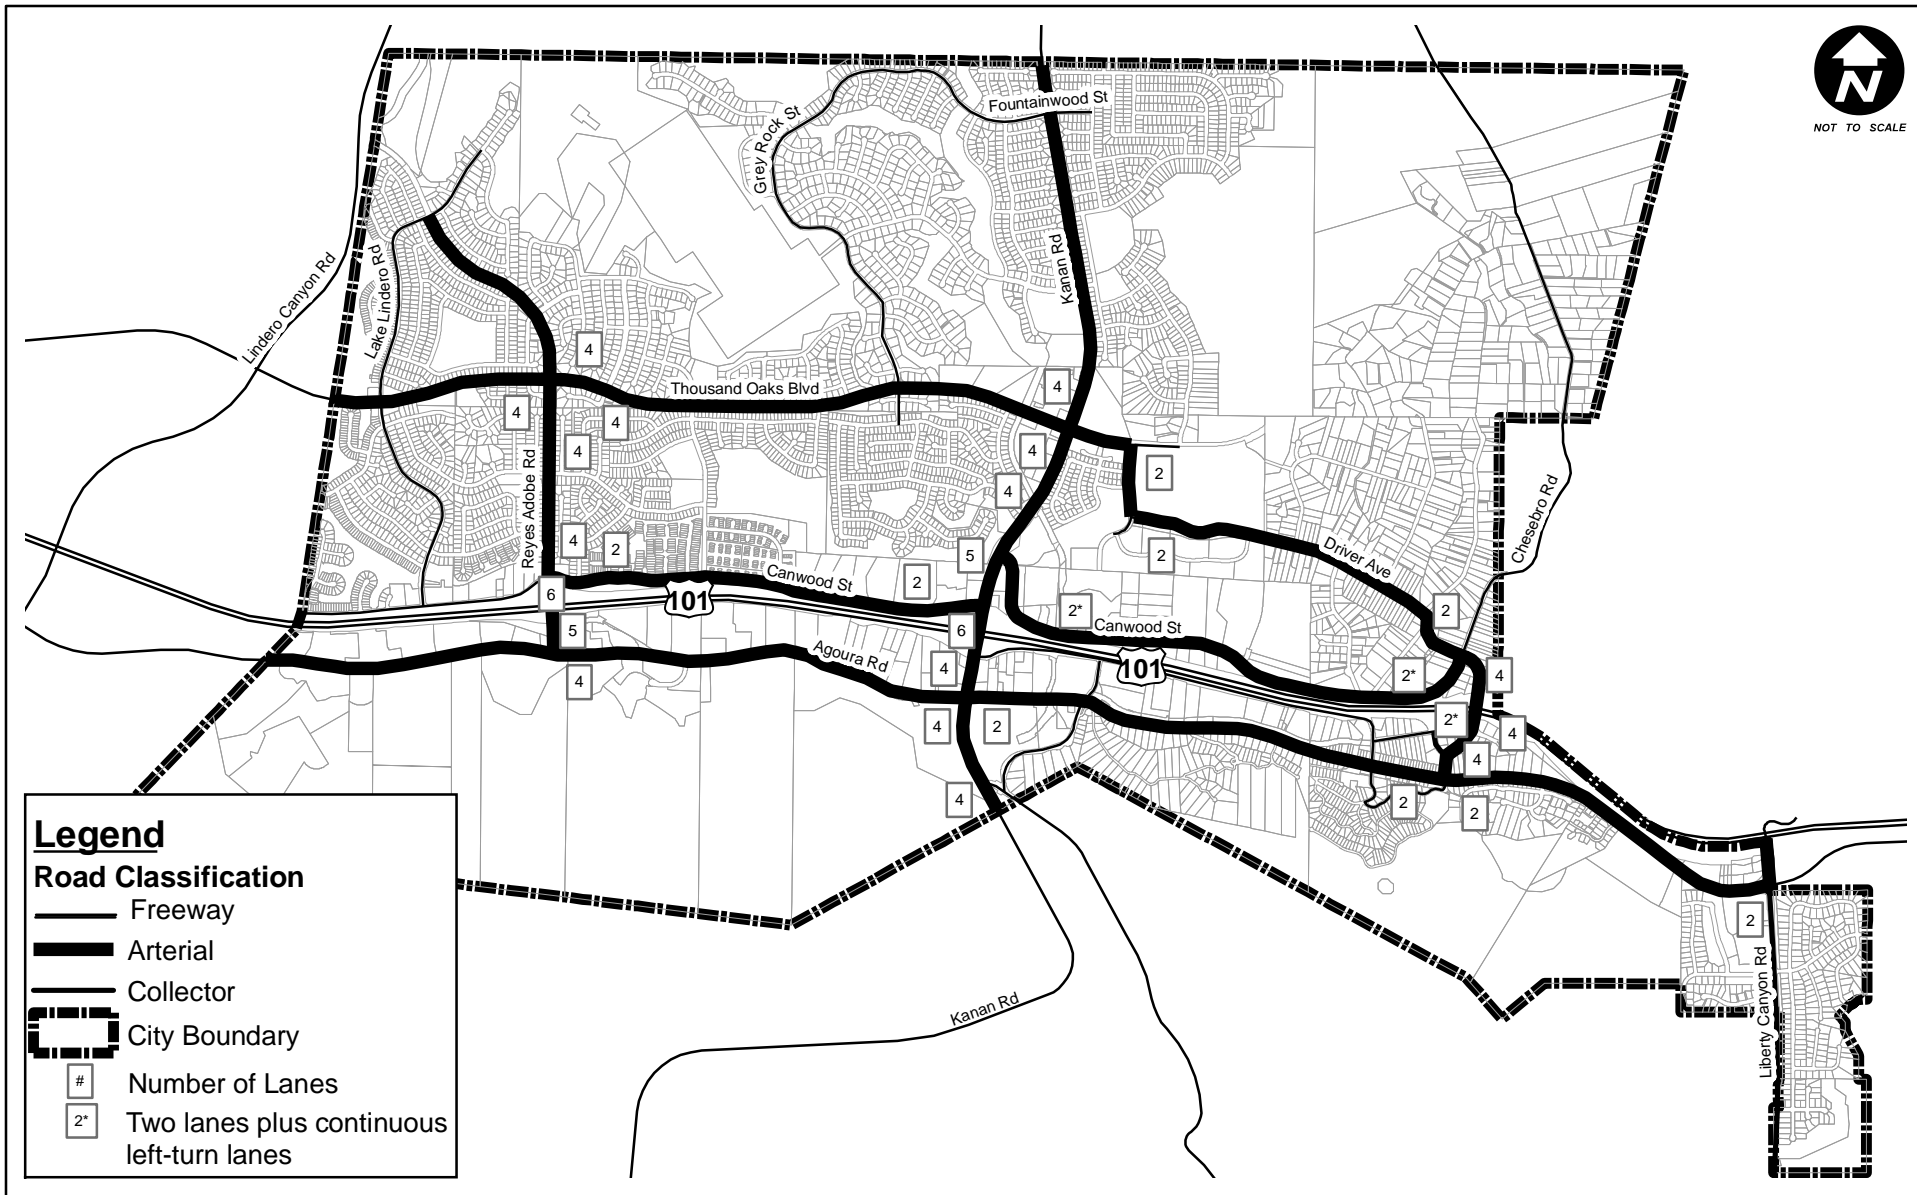 N
NOT TO SCALE
Fountainwood St
Grey Rock St
Kanan Rd
Lindero Canyon Rd
Lake Lindero Rd
4
Thousand Oaks Blvd
4
4
4
4
4
4
2
Reyes Adobe Rd
Chesebro Rd
4
2
5
2
Driver Ave
Canwood St
2
6
101
2*
2
5
6
Canwood St
Agoura Rd
101
4
4
2*
4
4
2
2*
4
4
4
2
2
Legend
Road Classification
Freeway
Arterial
Collector
City Boundary
# Number of Lanes
2* Two lanes plus continuous
left-turn lanes
2
Liberty Canyon Rd
Kanan Rd